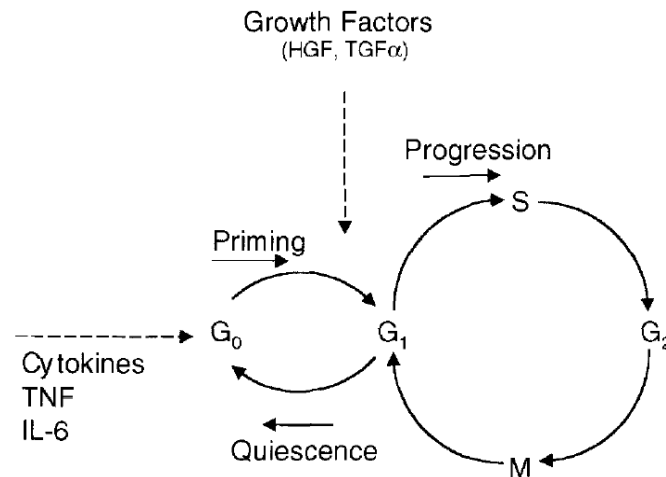 Growth Factors
(HGF, TGFα)
Progression
S
Priming
G₀
G₁
G₂
Cytokines
TNF
IL-6
Quiescence
M